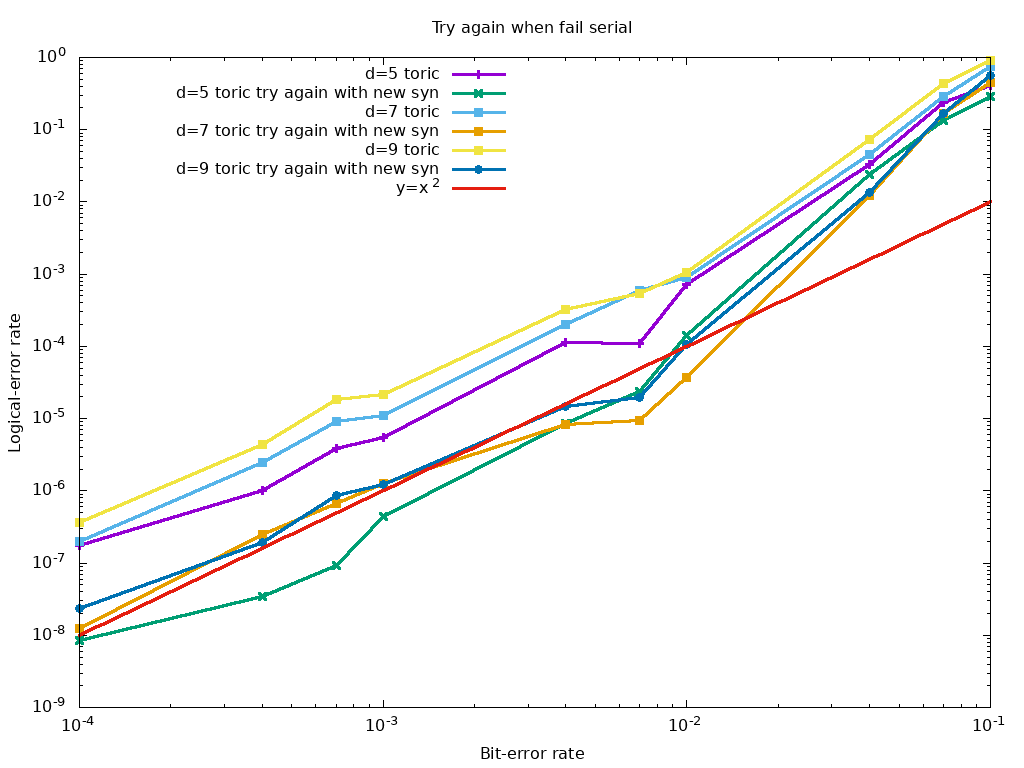 Try again when fail serial
d=5 toric
d=5 toric try again with new syn
d=7 toric
d=7 toric try again with new syn
d=9 toric
d=9 toric try again with new syn
y=x²
10⁰
10⁻¹
10⁻²
10⁻³
10⁻⁴
10⁻⁵
10⁻⁶
10⁻⁷
10⁻⁸
10⁻⁹
Logical-error rate
10⁻⁴ 10⁻³ 10⁻² 10⁻¹
Bit-error rate